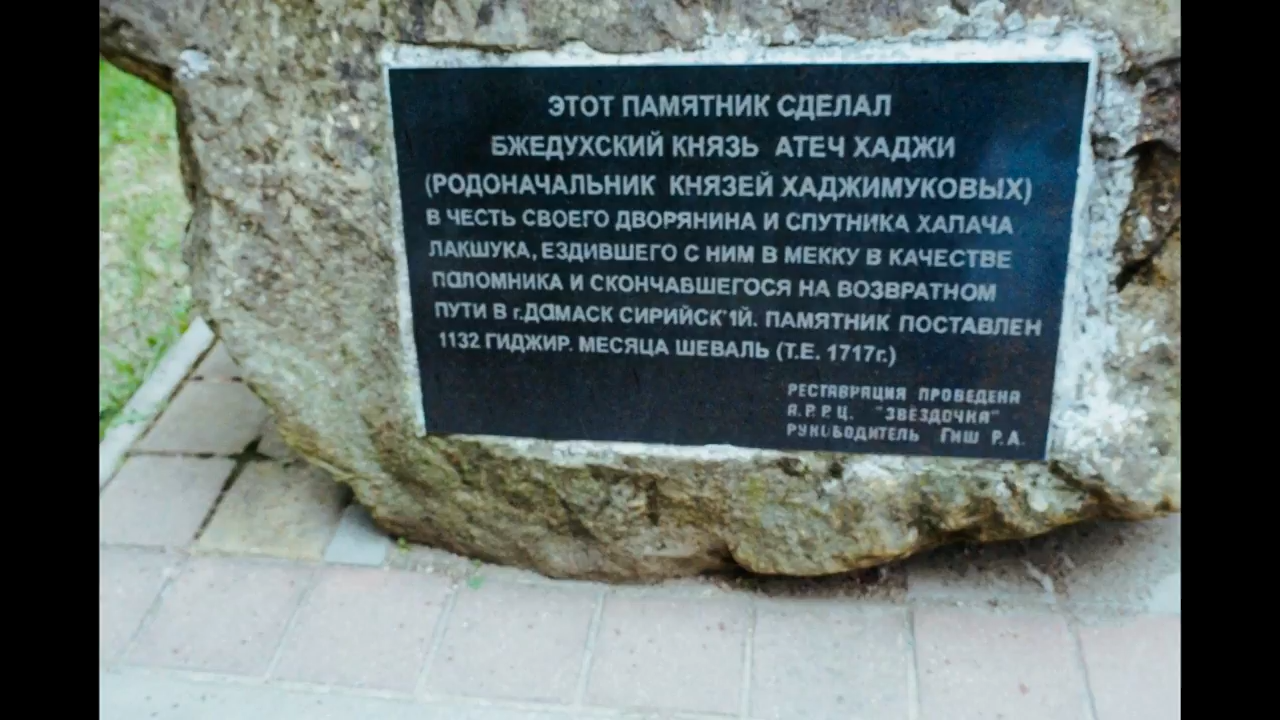 ЭТОТ ПАМЯТНИК СДЕЛАЛ
БЖЕДУХСКИЙ КНЯЗЬ АТЕЧ ХАДЖИ
(РОДОНАЧАЛЬНИК КНЯЗЕЙ ХАДЖИМУКОВЫХ)
В ЧЕСТЬ СВОЕГО ДВОРЯНИНА И СПУТНИКА ХАПАЧА
ЛАКШУКА, ЕЗДИВШЕГО С НИМ В МЕККУ В КАЧЕСТВЕ
ПАЛОМНИКА И СКОНЧАВШЕГОСЯ НА ВОЗВРАТНОМ
ПУТИ В г.ДАМАСК СИРИЙСКИЙ. ПАМЯТНИК ПОСТАВЛЕН
1132 ГИДЖИР. МЕСЯЦА ШЕВАЛЬ (Т.Е. 1717г.)
РЕСТАВРАЦИЯ ПРОВЕДЕНА
А.Р.Р.Ц. "ЗВЕЗДОЧКА"
РУКОВОДИТЕЛЬ ГИШ Р.А.